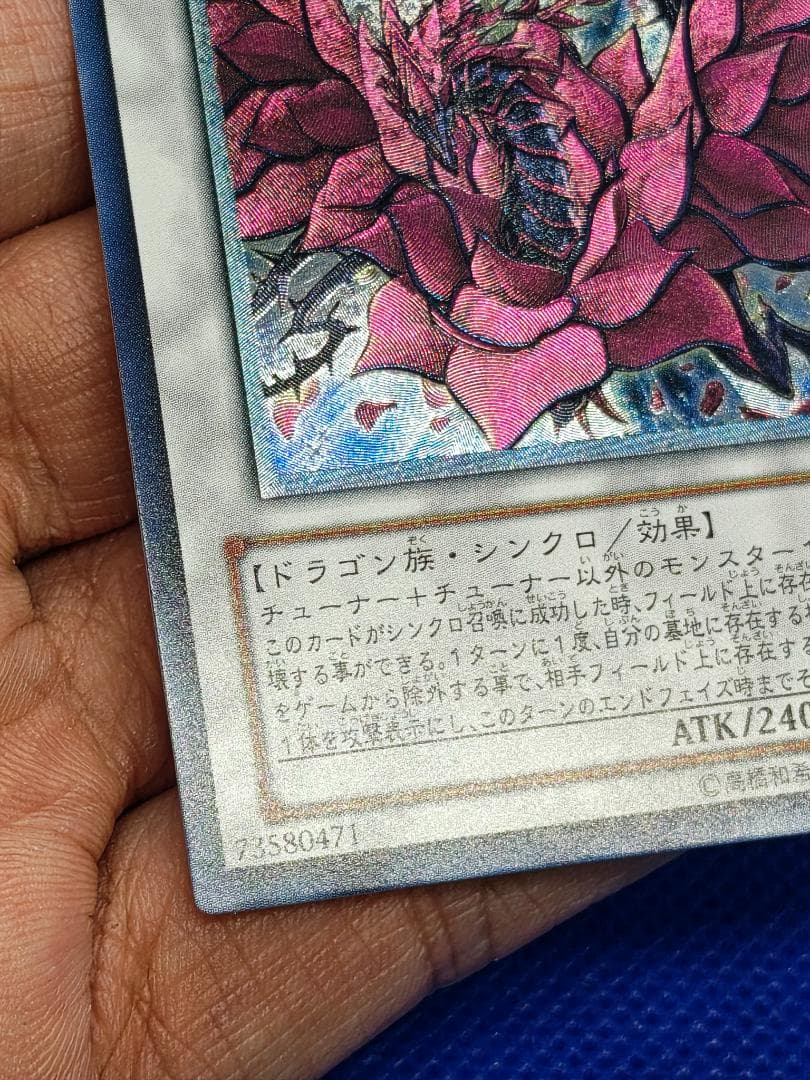 【ドラゴン族・シンクロ/効果】
チューナー+チューナー以外のモンスター1
このカードがシンクロ召喚に成功した時、フィールド上に存在
壊する事ができる。1ターンに1度、自分の墓地に存在する
をゲームから除外する事で、相手フィールド上に存在する
1体を攻撃表示にし、このターンのエンドフェイズ時までそ
ATK/240
©高橋和希
73580471